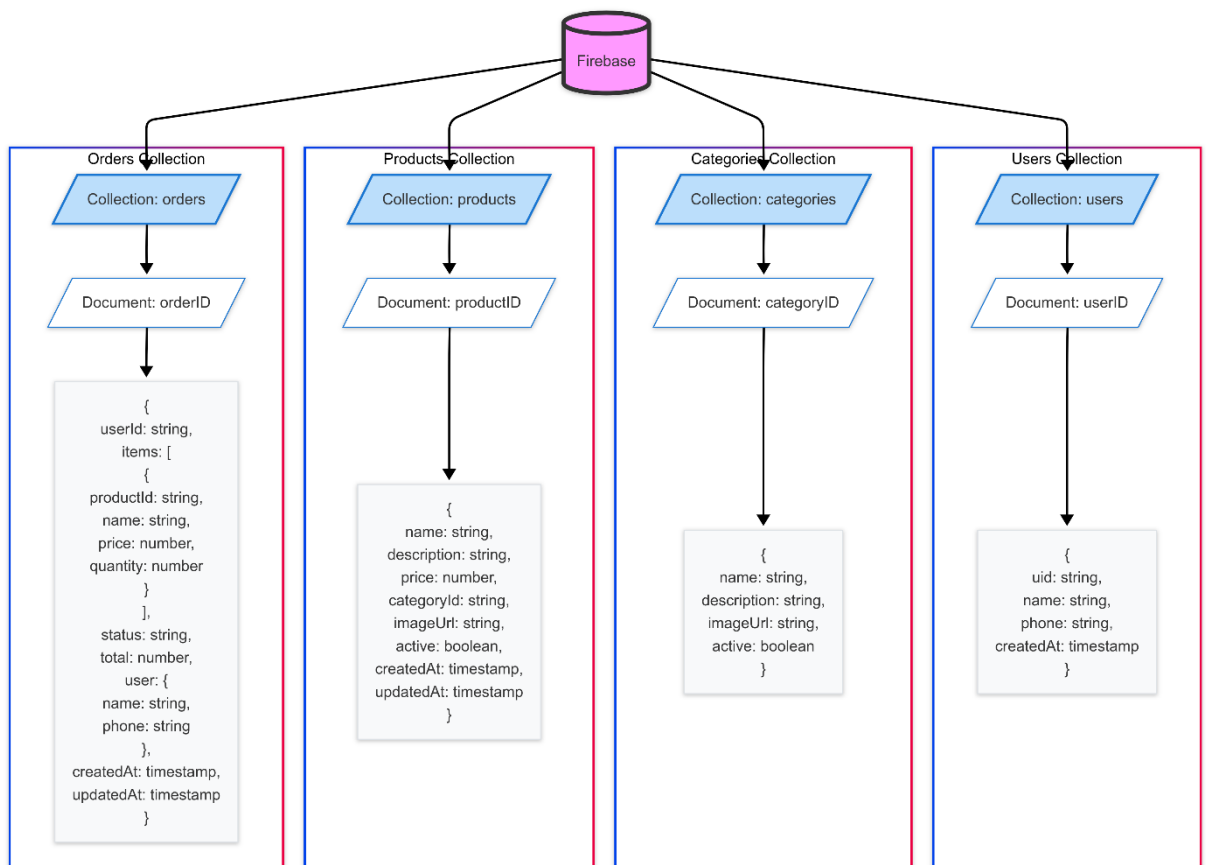 Firebase
Orders Collection
Collection: orders
Document: orderID
{
userId: string,
items: [
{
productId: string,
name: string,
price: number,
quantity: number
}
],
status: string,
total: number,
user: {
name: string,
phone: string
},
createdAt: timestamp,
updatedAt: timestamp
}
Products Collection
Collection: products
Document: productID
{
name: string,
description: string,
price: number,
categoryId: string,
imageUrl: string,
active: boolean,
createdAt: timestamp,
updatedAt: timestamp
}
Categories Collection
Collection: categories
Document: categoryID
{
name: string,
description: string,
imageUrl: string,
active: boolean
}
Users Collection
Collection: users
Document: userID
{
uid: string,
name: string,
phone: string,
createdAt: timestamp
}